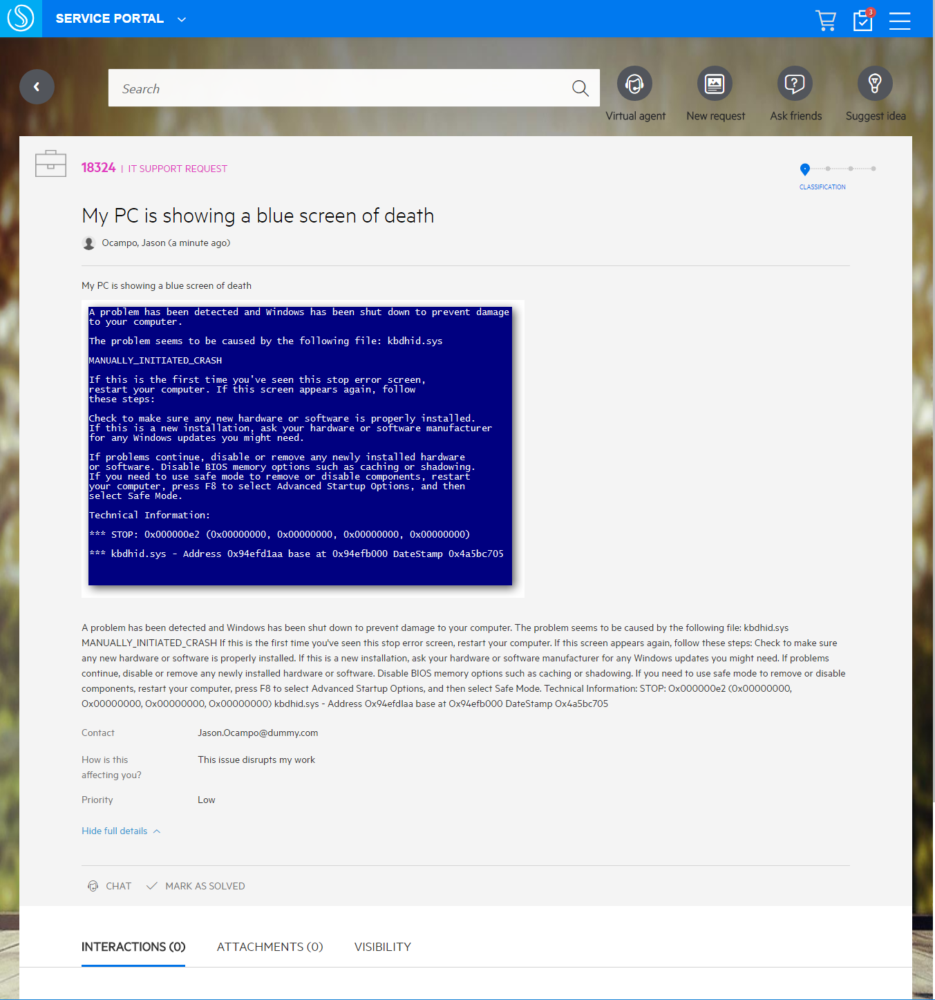 SERVICE PORTAL
3
Search
Virtual agent
New request
Ask friends
Suggest idea
18324 | IT SUPPORT REQUEST
CLASSIFICATION
My PC is showing a blue screen of death
Ocampo, Jason (a minute ago)
My PC is showing a blue screen of death
A problem has been detected and Windows has been shut down to prevent damage
to your computer.
The problem seems to be caused by the following file: kbdhid.sys
MANUALLY_INITIATED_CRASH
If this is the first time you've seen this stop error screen,
restart your computer. If this screen appears again, follow
these steps:
Check to make sure any new hardware or software is properly installed.
If this is a new installation, ask your hardware or software manufacturer
for any Windows updates you might need.
If problems continue, disable or remove any newly installed hardware
or software. Disable BIOS memory options such as caching or shadowing.
If you need to use safe mode to remove or disable components, restart
your computer, press F8 to select Advanced Startup Options, and then
select Safe Mode.
Technical Information:
*** STOP: 0x000000e2 (0x00000000, 0x00000000, 0x00000000, 0x00000000)
*** kbdhid.sys - Address 0x94efd1aa base at 0x94efb000 DateStamp 0x4a5bc705
A problem has been detected and Windows has been shut down to prevent damage to your computer. The problem seems to be caused by the following file: kbdhid.sys
MANUALLY_INITIATED_CRASH If this is the first time you've seen this stop error screen, restart your computer. If this screen appears again, follow these steps: Check to make sure
any new hardware or software is properly installed. If this is a new installation, ask your hardware or software manufacturer for any Windows updates you might need. If problems
continue, disable or remove any newly installed hardware or software. Disable BIOS memory options such as caching or shadowing. If you need to use safe mode to remove or disable
components, restart your computer, press F8 to select Advanced Startup Options, and then select Safe Mode. Technical Information: STOP: 0x000000e2 (0x00000000,
0x00000000, 0x00000000, 0x00000000) kbdhid.sys - Address 0x94efdlaa base at 0x94efb000 DateStamp 0x4a5bc705
Contact
Jason.Ocampo@dummy.com
How is this
affecting you?
This issue disrupts my work
Priority
Low
Hide full details
CHAT
MARK AS SOLVED
INTERACTIONS (0)
ATTACHMENTS (0)
VISIBILITY